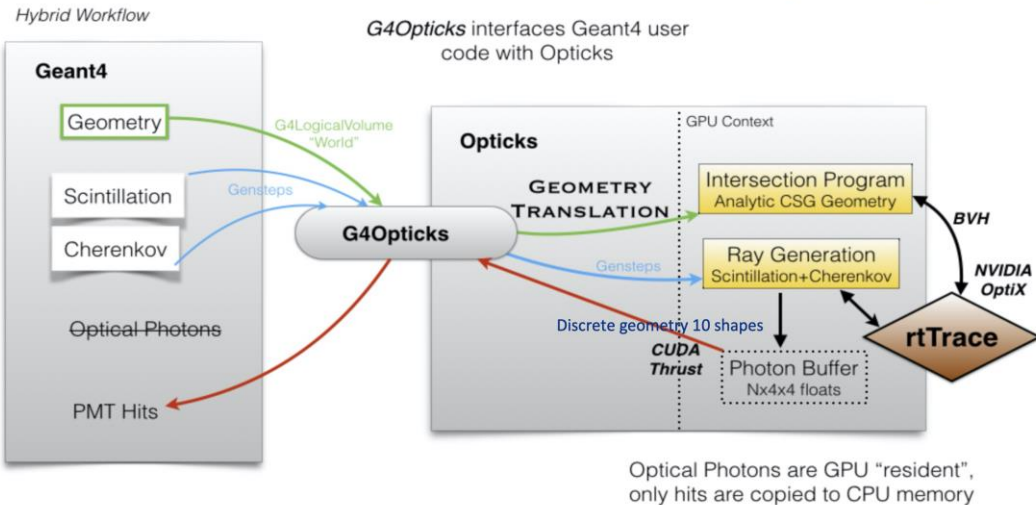 Hybrid Workflow
G4Opticks interfaces Geant4 user
code with Opticks
Geant4
Geometry
G4LogicalVolume
"World"
Scintillation
Gensteps
Cherenkov
G4Opticks
Optical Photons
PMT Hits
Opticks
GPU Context
GEOMETRY
TRANSLATION
Intersection Program
Analytic CSG Geometry
BVH
Gensteps
Ray Generation
Scintillation+Cherenkov
NVIDIA
OptiX
rtTrace
Discrete geometry 10 shapes
CUDA
Thrust
Photon Buffer
Nx4x4 floats
Optical Photons are GPU "resident",
only hits are copied to CPU memory